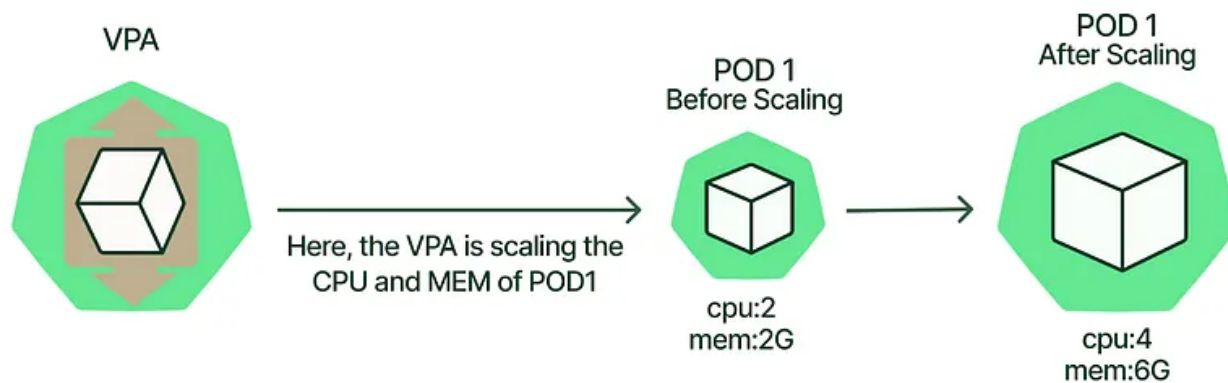 VPA
Here, the VPA is scaling the
CPU and MEM of POD1
POD 1
Before Scaling
cpu:2
mem:2G
POD 1
After Scaling
cpu:4
mem:6G